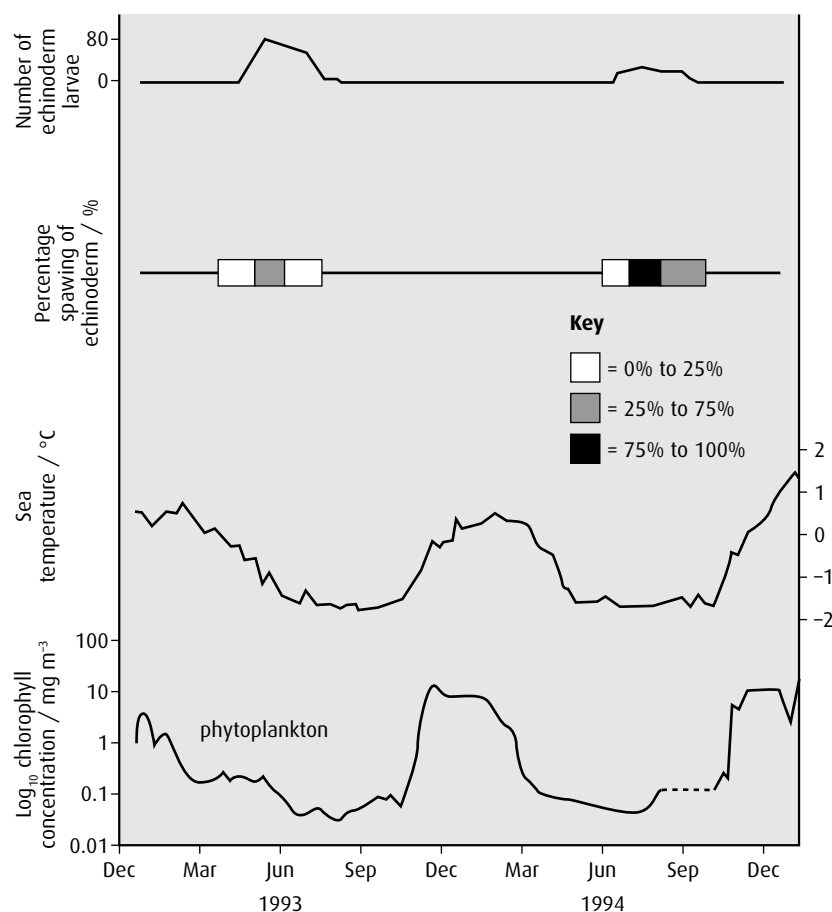 Number of
echinoderm
larvae
80
0
Percentage
spawing of
echinoderm / %
Key
= 0% to 25%
= 25% to 75%
= 75% to 100%
Sea
temperature / °C
2
1
0
–1
–2
Log₁₀ chlorophyll
concentration / mg m⁻³
100
10
1
0.1
0.01
phytoplankton
Dec Mar Jun Sep Dec Mar Jun Sep Dec
1993 1994